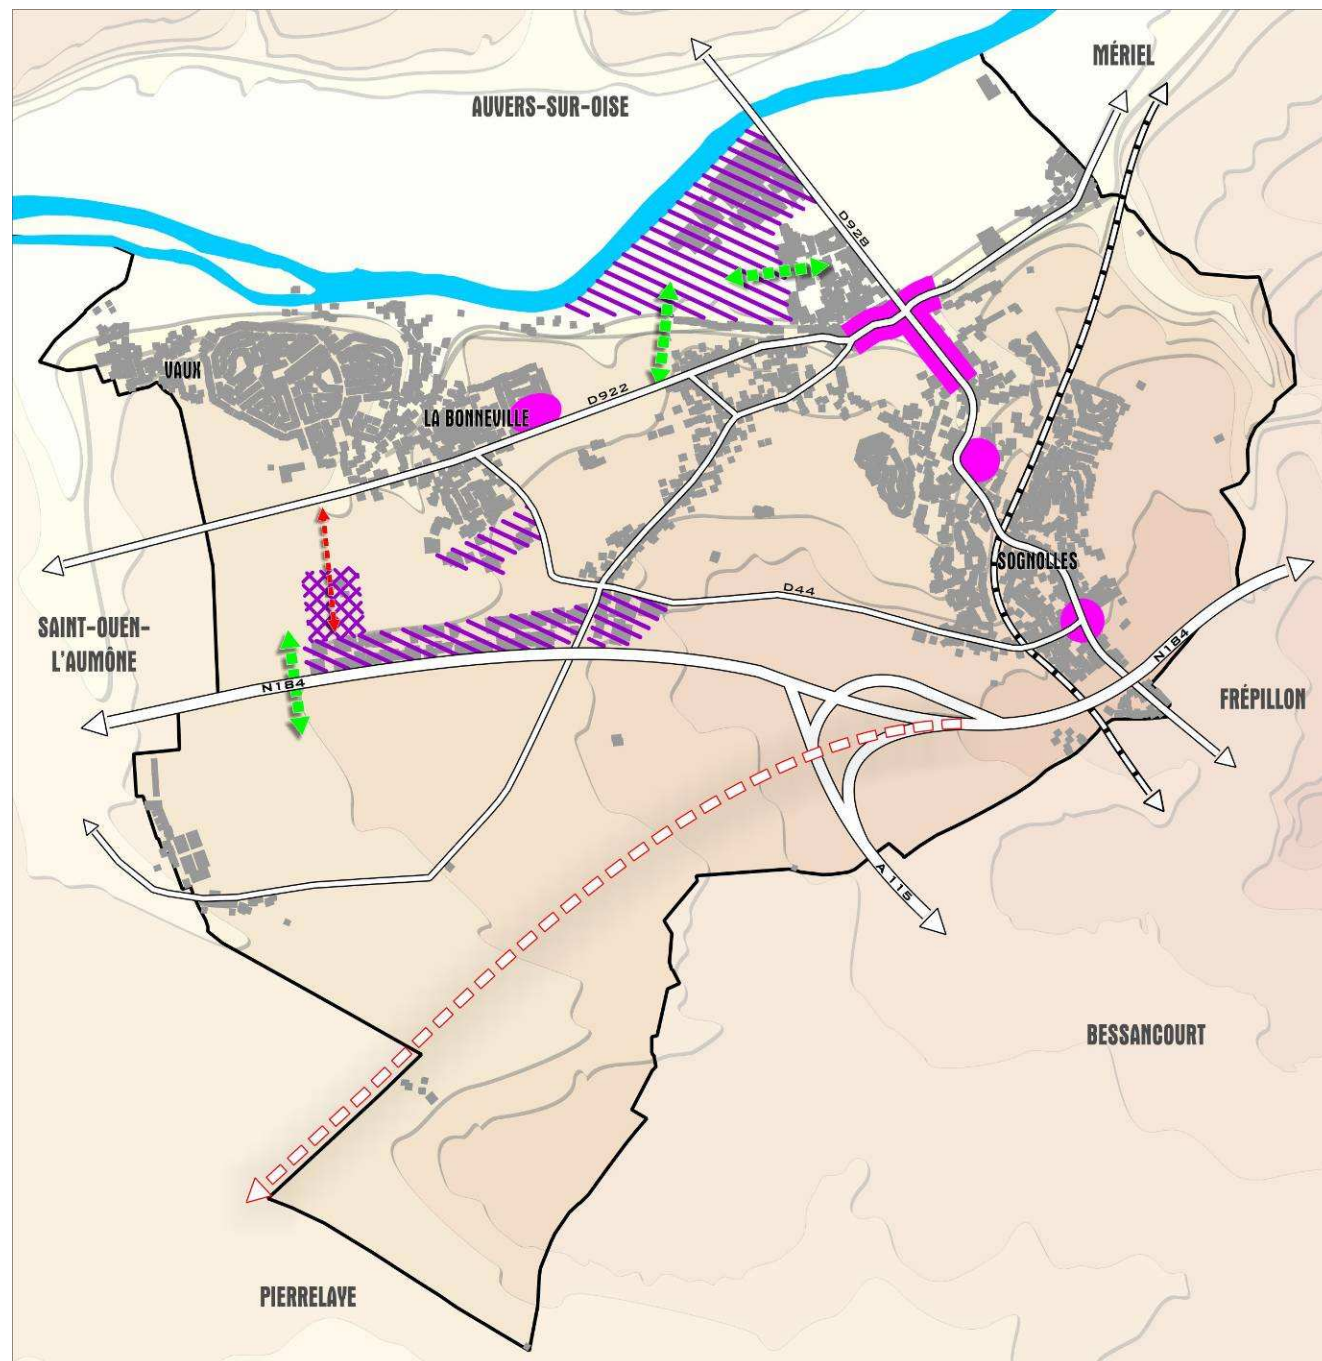 MÉRIEL
AUVERS-SUR-OISE
D928
VAUX
D922
LA BONNEVILLE
SOGNOLLES
D44
SAINT-OUEN-
L'AUMÔNE
N184
N184
FRÉPILLON
A 115
BESSANCOURT
PIERRELAYE